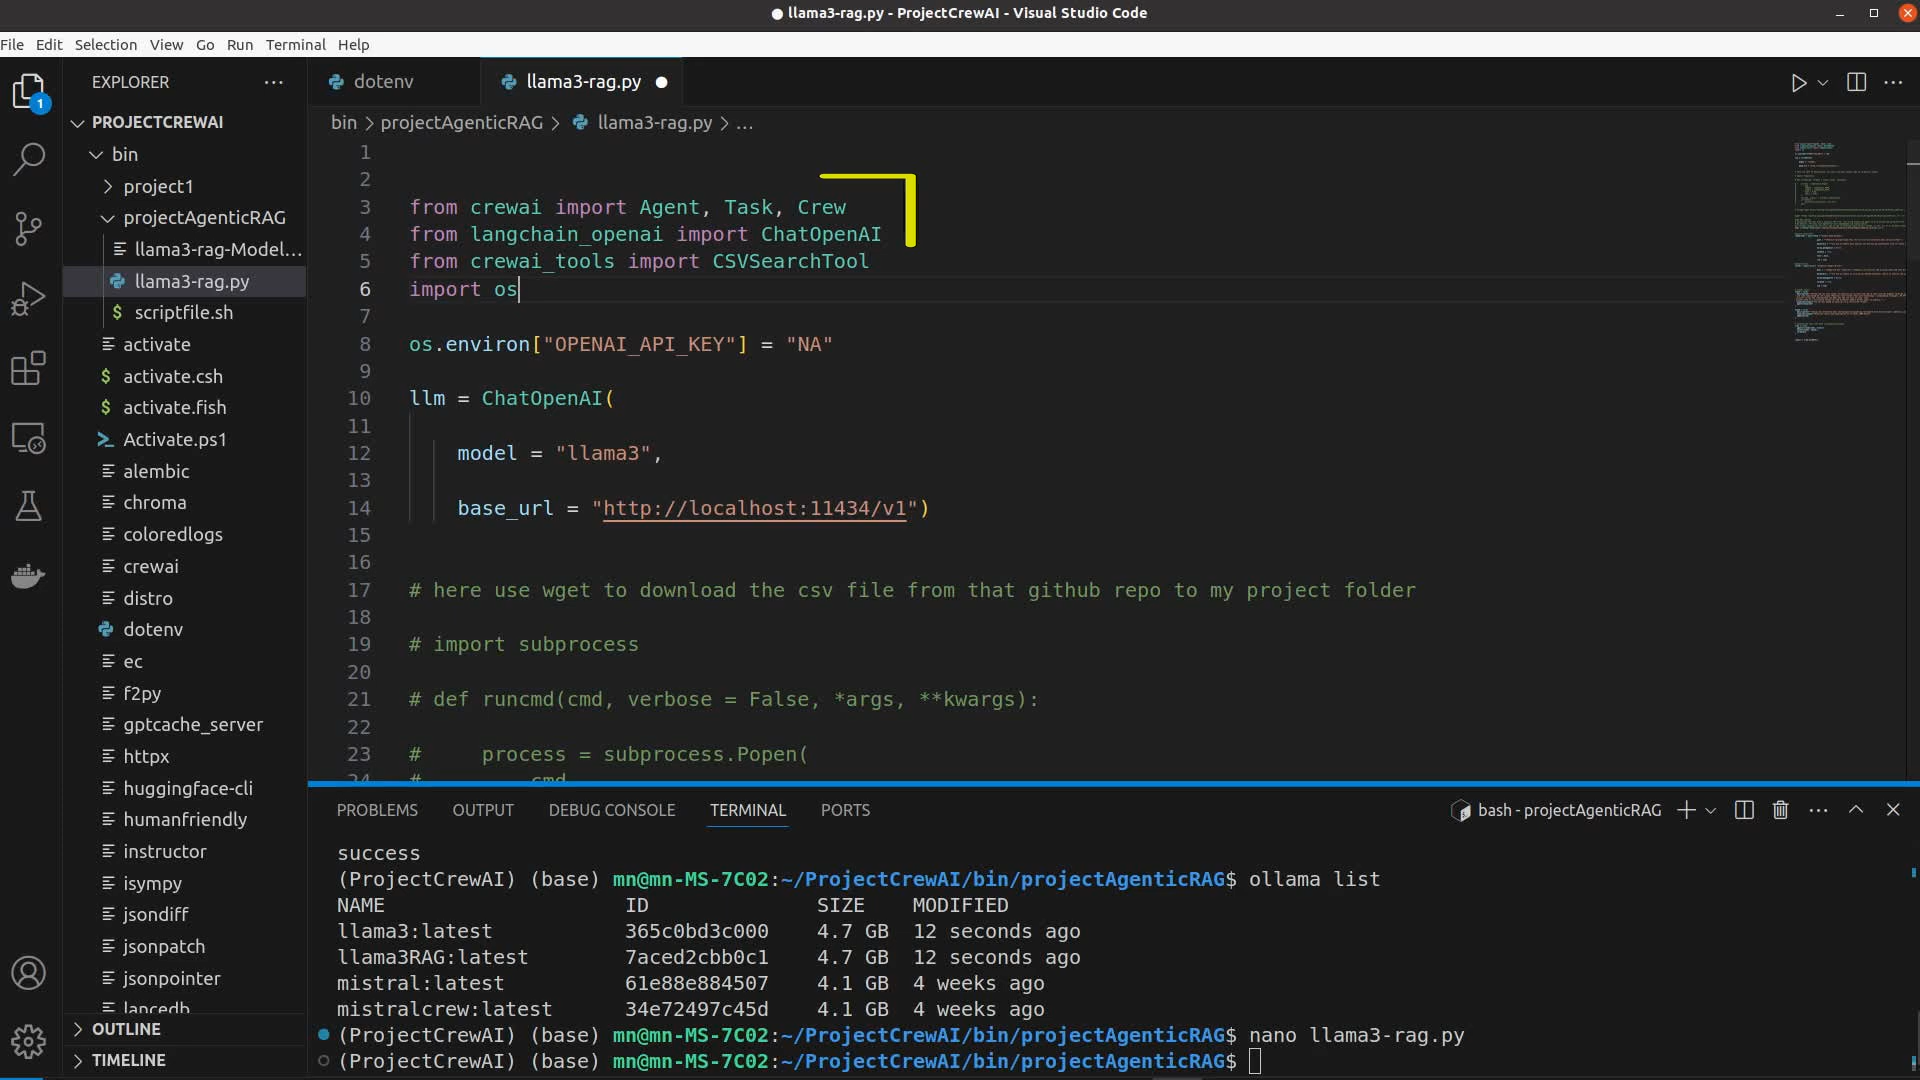 llama3-rag.py - ProjectCrewAI - Visual Studio Code
File Edit Selection View Go Run Terminal Help
1
EXPLORER
PROJECTCREWAI
bin
project1
projectAgenticRAG
llama3-rag-Model...
llama3-rag.py
scriptfile.sh
activate
activate.csh
activate.fish
Activate.ps1
alembic
chroma
coloredlogs
crewai
distro
dotenv
ec
f2py
gptcache_server
httpx
huggingface-cli
humanfriendly
instructor
isympy
jsondiff
jsonpatch
jsonpointer
lancedb
OUTLINE
TIMELINE
dotenv
llama3-rag.py
bin > projectAgenticRAG > llama3-rag.py > ...
1
2
3 from crewai import Agent, Task, Crew
4 from langchain_openai import ChatOpenAI
5 from crewai_tools import CSVSearchTool
6 import os
7
8 os.environ["OPENAI_API_KEY"] = "NA"
9
10 llm = ChatOpenAI(
11
12 model = "llama3",
13
14 base_url = "http://localhost:11434/v1")
15
16
17 # here use wget to download the csv file from that github repo to my project folder
18
19 # import subprocess
20
21 # def runcmd(cmd, verbose = False, *args, **kwargs):
22
23 # process = subprocess.Popen(
24 # cmd
PROBLEMS OUTPUT DEBUG CONSOLE TERMINAL PORTS
bash - projectAgenticRAG
success
(ProjectCrewAI) (base) mn@mn-MS-7C02:~/ProjectCrewAI/bin/projectAgenticRAG$ ollama list
NAME ID SIZE MODIFIED
llama3:latest 365c0bd3c000 4.7 GB 12 seconds ago
llama3RAG:latest 7aced2cbb0c1 4.7 GB 12 seconds ago
mistral:latest 61e88e884507 4.1 GB 4 weeks ago
mistralcrew:latest 34e72497c45d 4.1 GB 4 weeks ago
(ProjectCrewAI) (base) mn@mn-MS-7C02:~/ProjectCrewAI/bin/projectAgenticRAG$ nano llama3-rag.py
(ProjectCrewAI) (base) mn@mn-MS-7C02:~/ProjectCrewAI/bin/projectAgenticRAG$